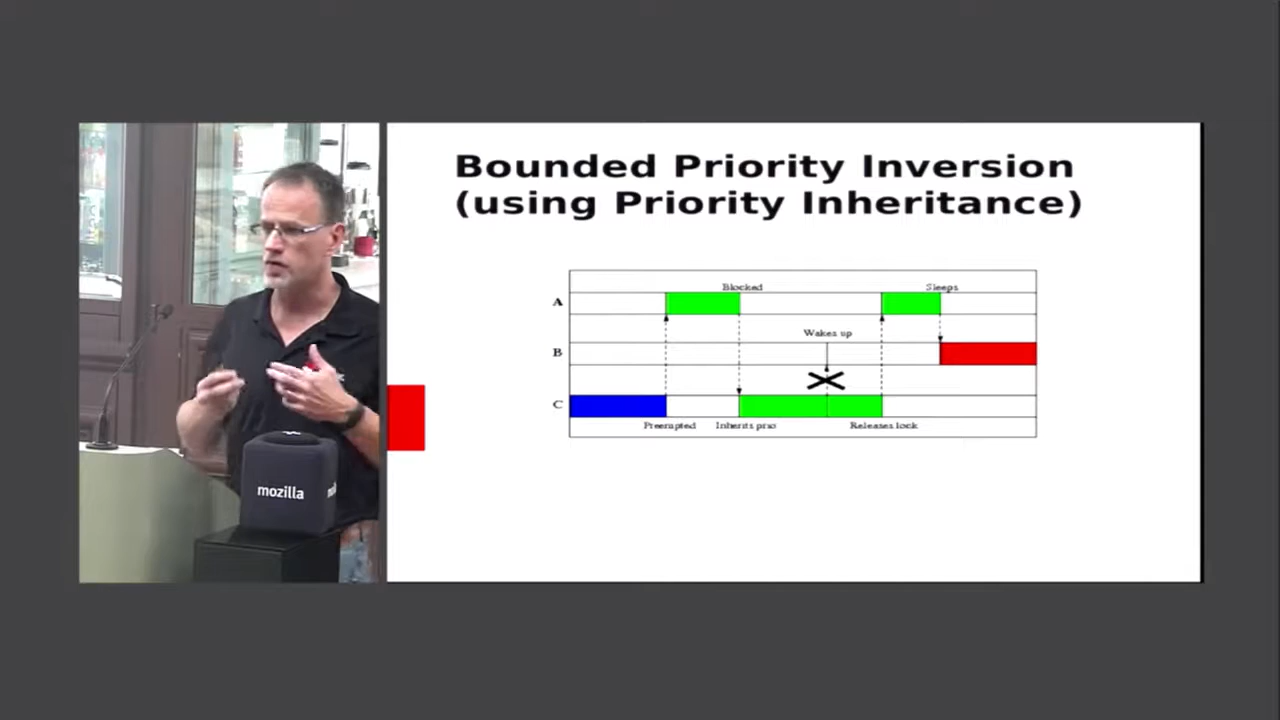 Bounded Priority Inversion
(using Priority Inheritance)
Blocked
Sleeps
A
Wakes up
B
C
Preempted
Inherits prio
Releases lock
mozilla